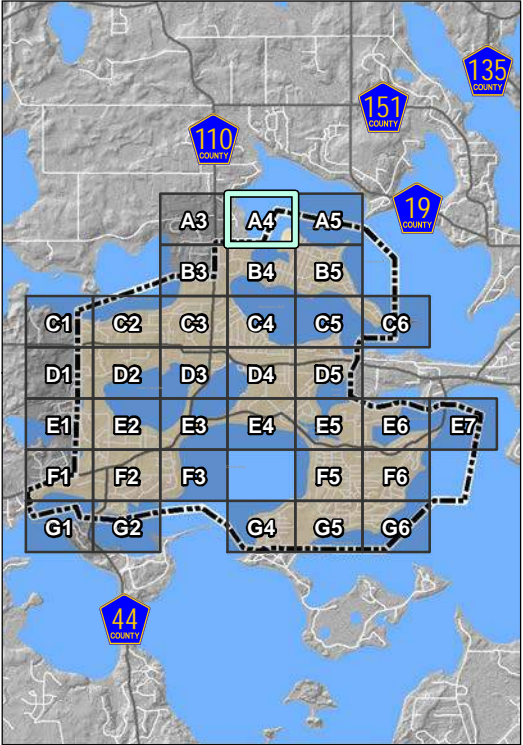 135
COUNTY
151
COUNTY
110
COUNTY
19
COUNTY
A3 A4 A5
B3 B4 B5
C1 C2 C3 C4 C5 C6
D1 D2 D3 D4 D5
E1 E2 E3 E4 E5 E6 E7
F1 F2 F3 F5 F6
G1 G2 G4 G5 G6
44
COUNTY